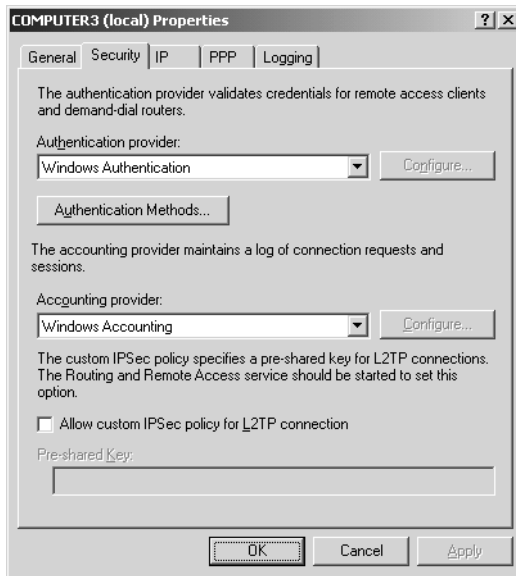 COMPUTER3 (local) Properties
General Security IP PPP Logging
The authentication provider validates credentials for remote access clients
and demand-dial routers.
Authentication provider:
Windows Authentication Configure...
Authentication Methods...
The accounting provider maintains a log of connection requests and
sessions.
Accounting provider:
Windows Accounting Configure...
The custom IPSec policy specifies a pre-shared key for L2TP connections.
The Routing and Remote Access service should be started to set this
option.
Allow custom IPSec policy for L2TP connection
Pre-shared Key:
OK Cancel Apply